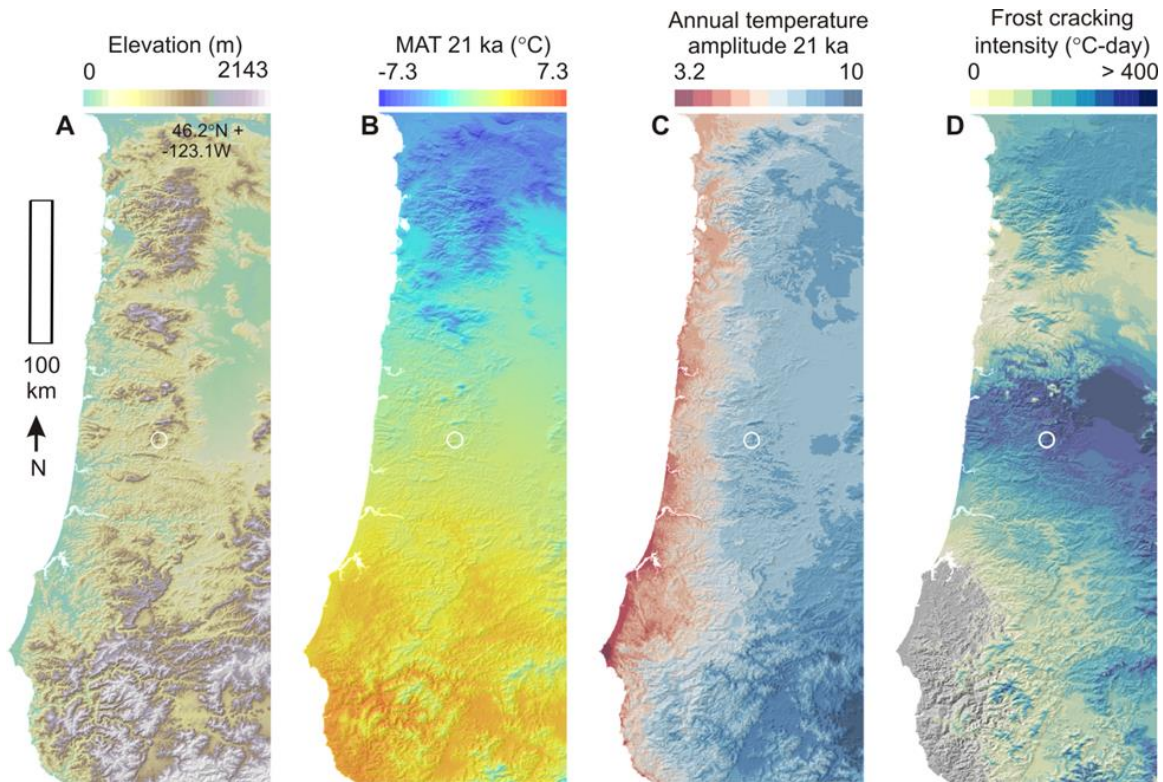 Elevation (m)
0 2143
MAT 21 ka (°C)
-7.3 7.3
Annual temperature
amplitude 21 ka
3.2 10
Frost cracking
intensity (°C-day)
0 > 400
A
46.2°N +
-123.1W
B
C
D
100
km
N